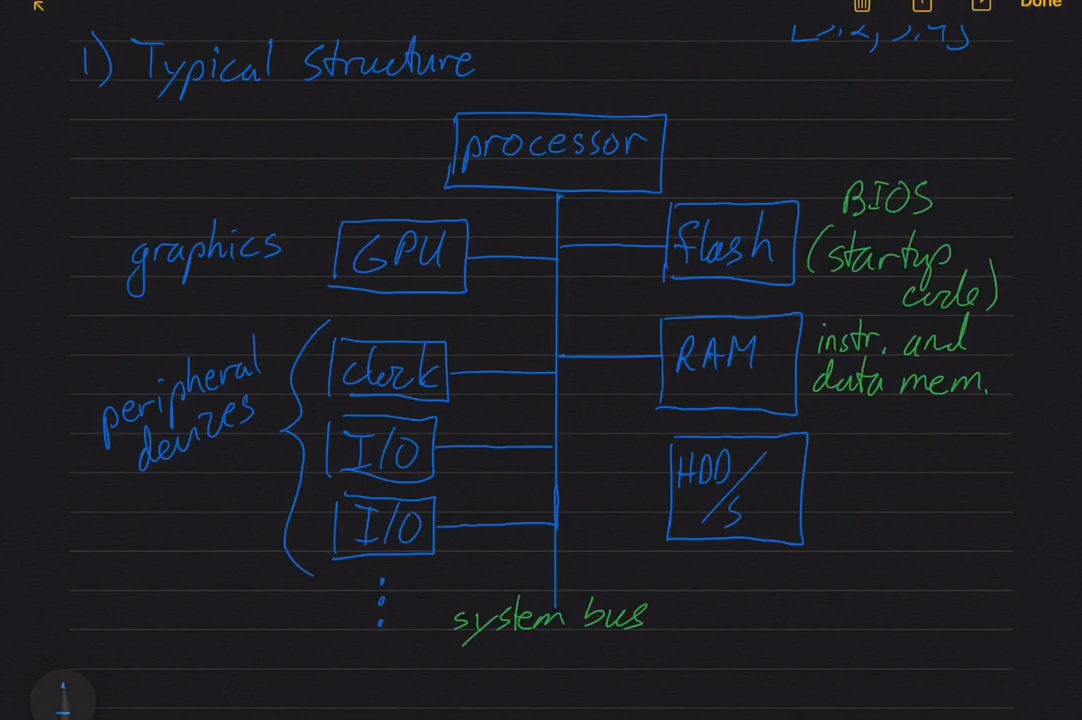 Done
1) Typical structure
processor
graphics
GPU
flash
BIOS
(startup
code)
peripheral
devices
clock
RAM
instr. and
data mem.
I/O
I/O
HDD/
/S
system bus